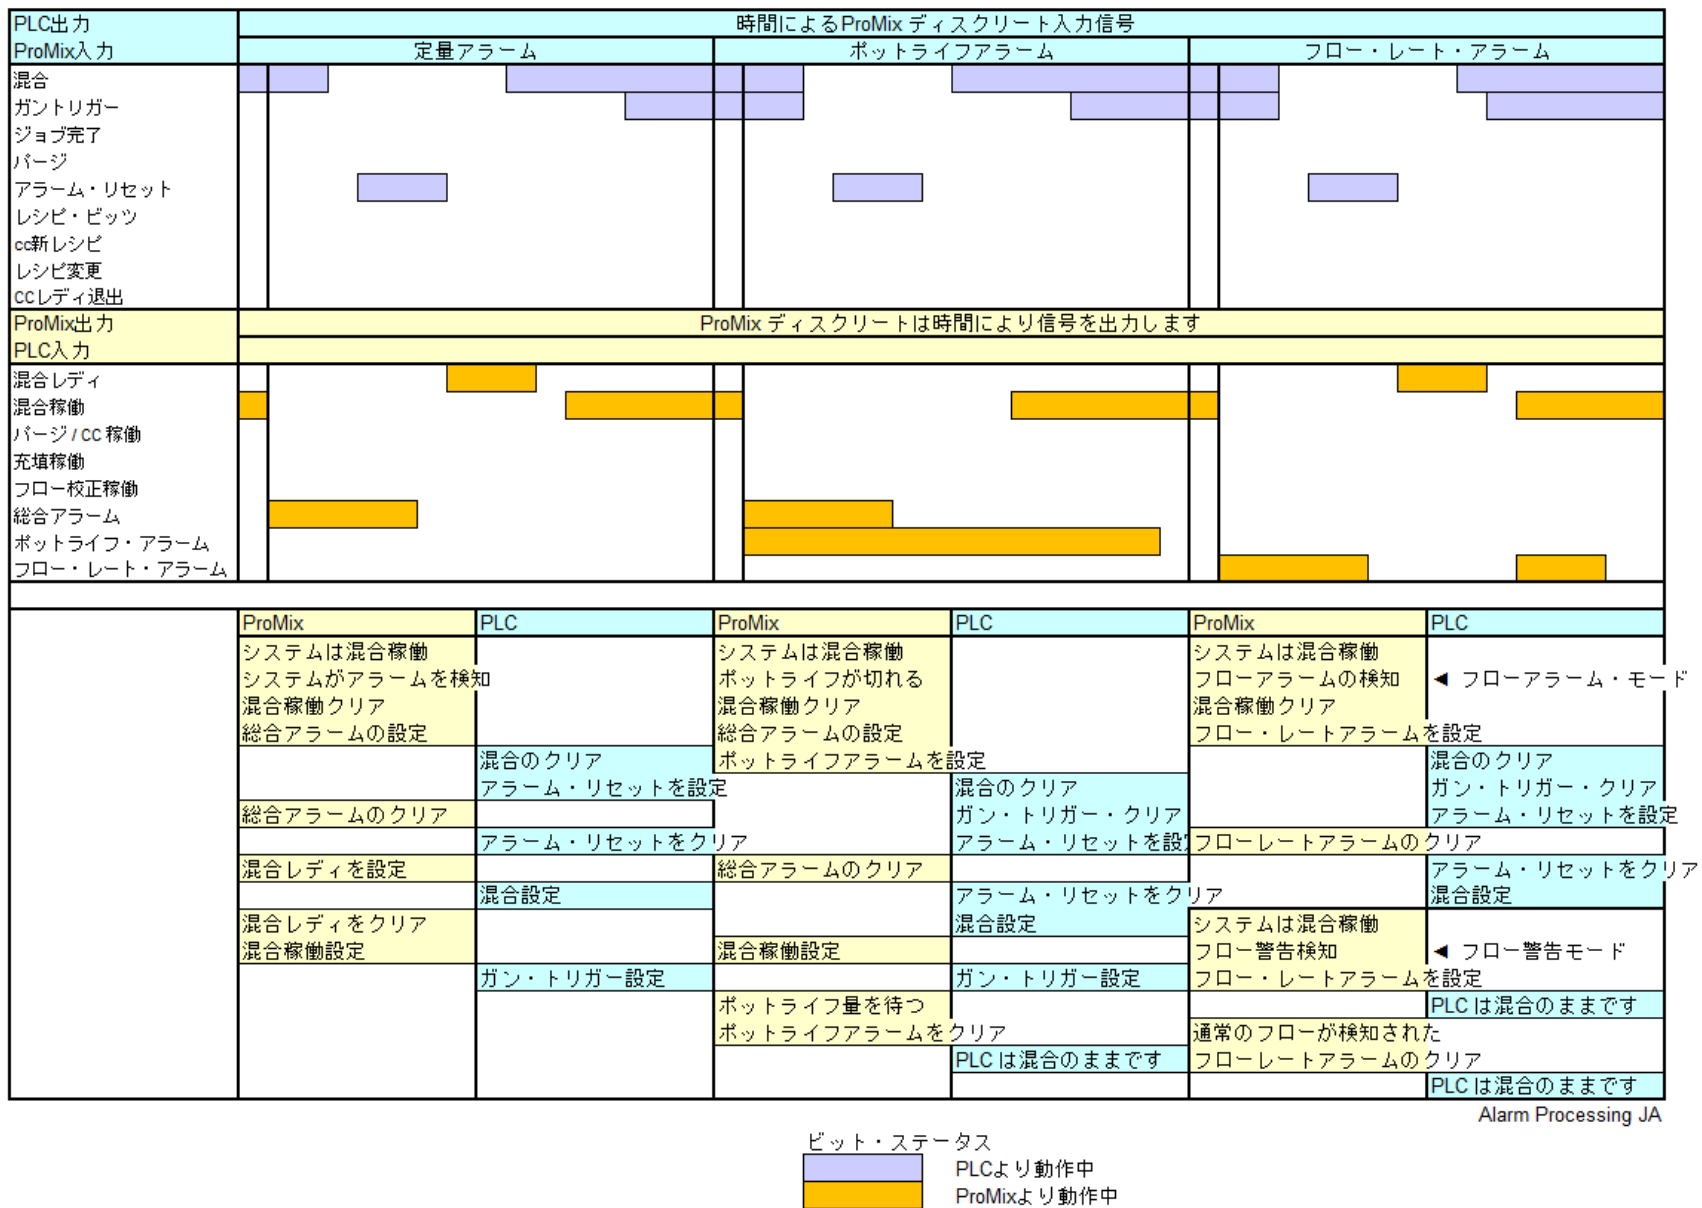 PLC出力
時間によるProMix ディスクリート入力信号
ProMix入力
定量アラーム
ポットライフアラーム
フロー・レート・アラーム
混合
ガントリガー
ジョブ完了
パージ
アラーム・リセット
レシピ・ビッツ
cc新レシピ
レシピ変更
CCレディ退出
ProMix出力
ProMix ディスクリートは時間により信号を出力します
PLC入力
混合レディ
混合稼働
パージ / CC 稼働
充填稼働
フロー校正稼働
総合アラーム
ポットライフ・アラーム
フロー・レート・アラーム
ProMix
システムは混合稼働
システムがアラームを検知
混合稼働クリア
総合アラームの設定
総合アラームのクリア
混合レディを設定
混合レディをクリア
混合稼働設定
PLC
混合のクリア
アラーム・リセットを設定
アラーム・リセットをクリア
混合設定
ガン・トリガー設定
ProMix
システムは混合稼働
ポットライフが切れる
混合稼働クリア
総合アラームの設定
ポットライフアラームを設定
総合アラームのクリア
混合稼働設定
ポットライフ量を待つ
ポットライフアラームをクリア
PLC
混合のクリア
ガン・トリガー・クリア
アラーム・リセットを設
アラーム・リセットをクリア
混合設定
ガン・トリガー設定
PLC は混合のままです
ProMix
システムは混合稼働
フローアラームの検知
混合稼働クリア
フロー・レートアラームを設定
フローレートアラームのクリア
システムは混合稼働
フロー警告検知
フロー・レートアラームを設定
通常のフローが検知された
フローレートアラームのクリア
PLC
◄ フローアラーム・モード
混合のクリア
ガン・トリガー・クリア
アラーム・リセットを設定
アラーム・リセットをクリア
混合設定
◄ フロー警告モード
PLC は混合のままです
PLC は混合のままです
Alarm Processing JA
ビット・ステータス
PLCより動作中
ProMixより動作中